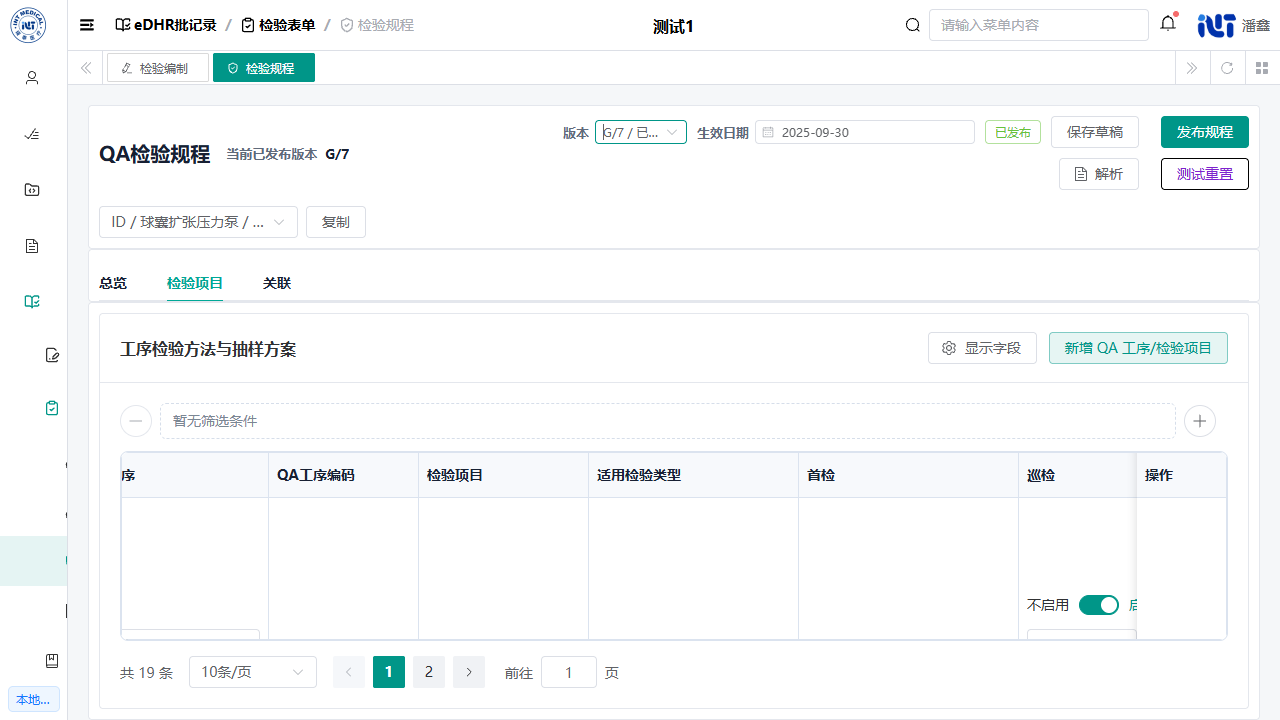 eDHR批记录 / 检验表单 / 检验规程
测试1
请输入菜单内容
潘鑫
检验编制
检验规程
QA检验规程
当前已发布版本 G/7
版本
G/7 / 已...
生效日期
2025-09-30
已发布
保存草稿
发布规程
解析
测试重置
ID / 球囊扩张压力泵 / ...
复制
总览
检验项目
关联
工序检验方法与抽样方案
显示字段
新增 QA 工序/检验项目
暂无筛选条件
序
QA工序编码
检验项目
适用检验类型
首检
巡检
操作
不启用
共 19 条
10条/页
1
2
前往
1
页
本地...